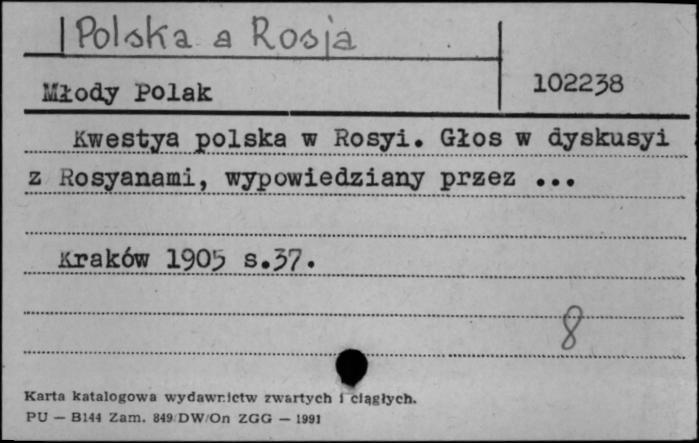 Polska a Rosja
Młody Polak
102238
Kwestya polska w Rosyi. Głos w dyskusyi
z Rosyanami, wypowiedziany przez ...
Kraków 1905 s.37.
8
Karta katalogowa wydawnictw zwartych i ciągłych.
PU — B144 Zam. 849/DW/On ZGG — 1991